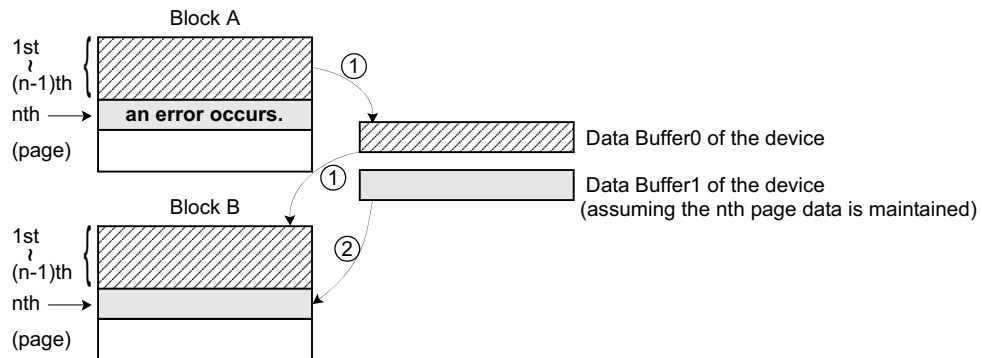 Block A
1st
~
(n-1)th
nth
(page)
an error occurs.
①
Data Buffer0 of the device
①
Data Buffer1 of the device
(assuming the nth page data is maintained)
②
Block B
1st
~
(n-1)th
nth
(page)